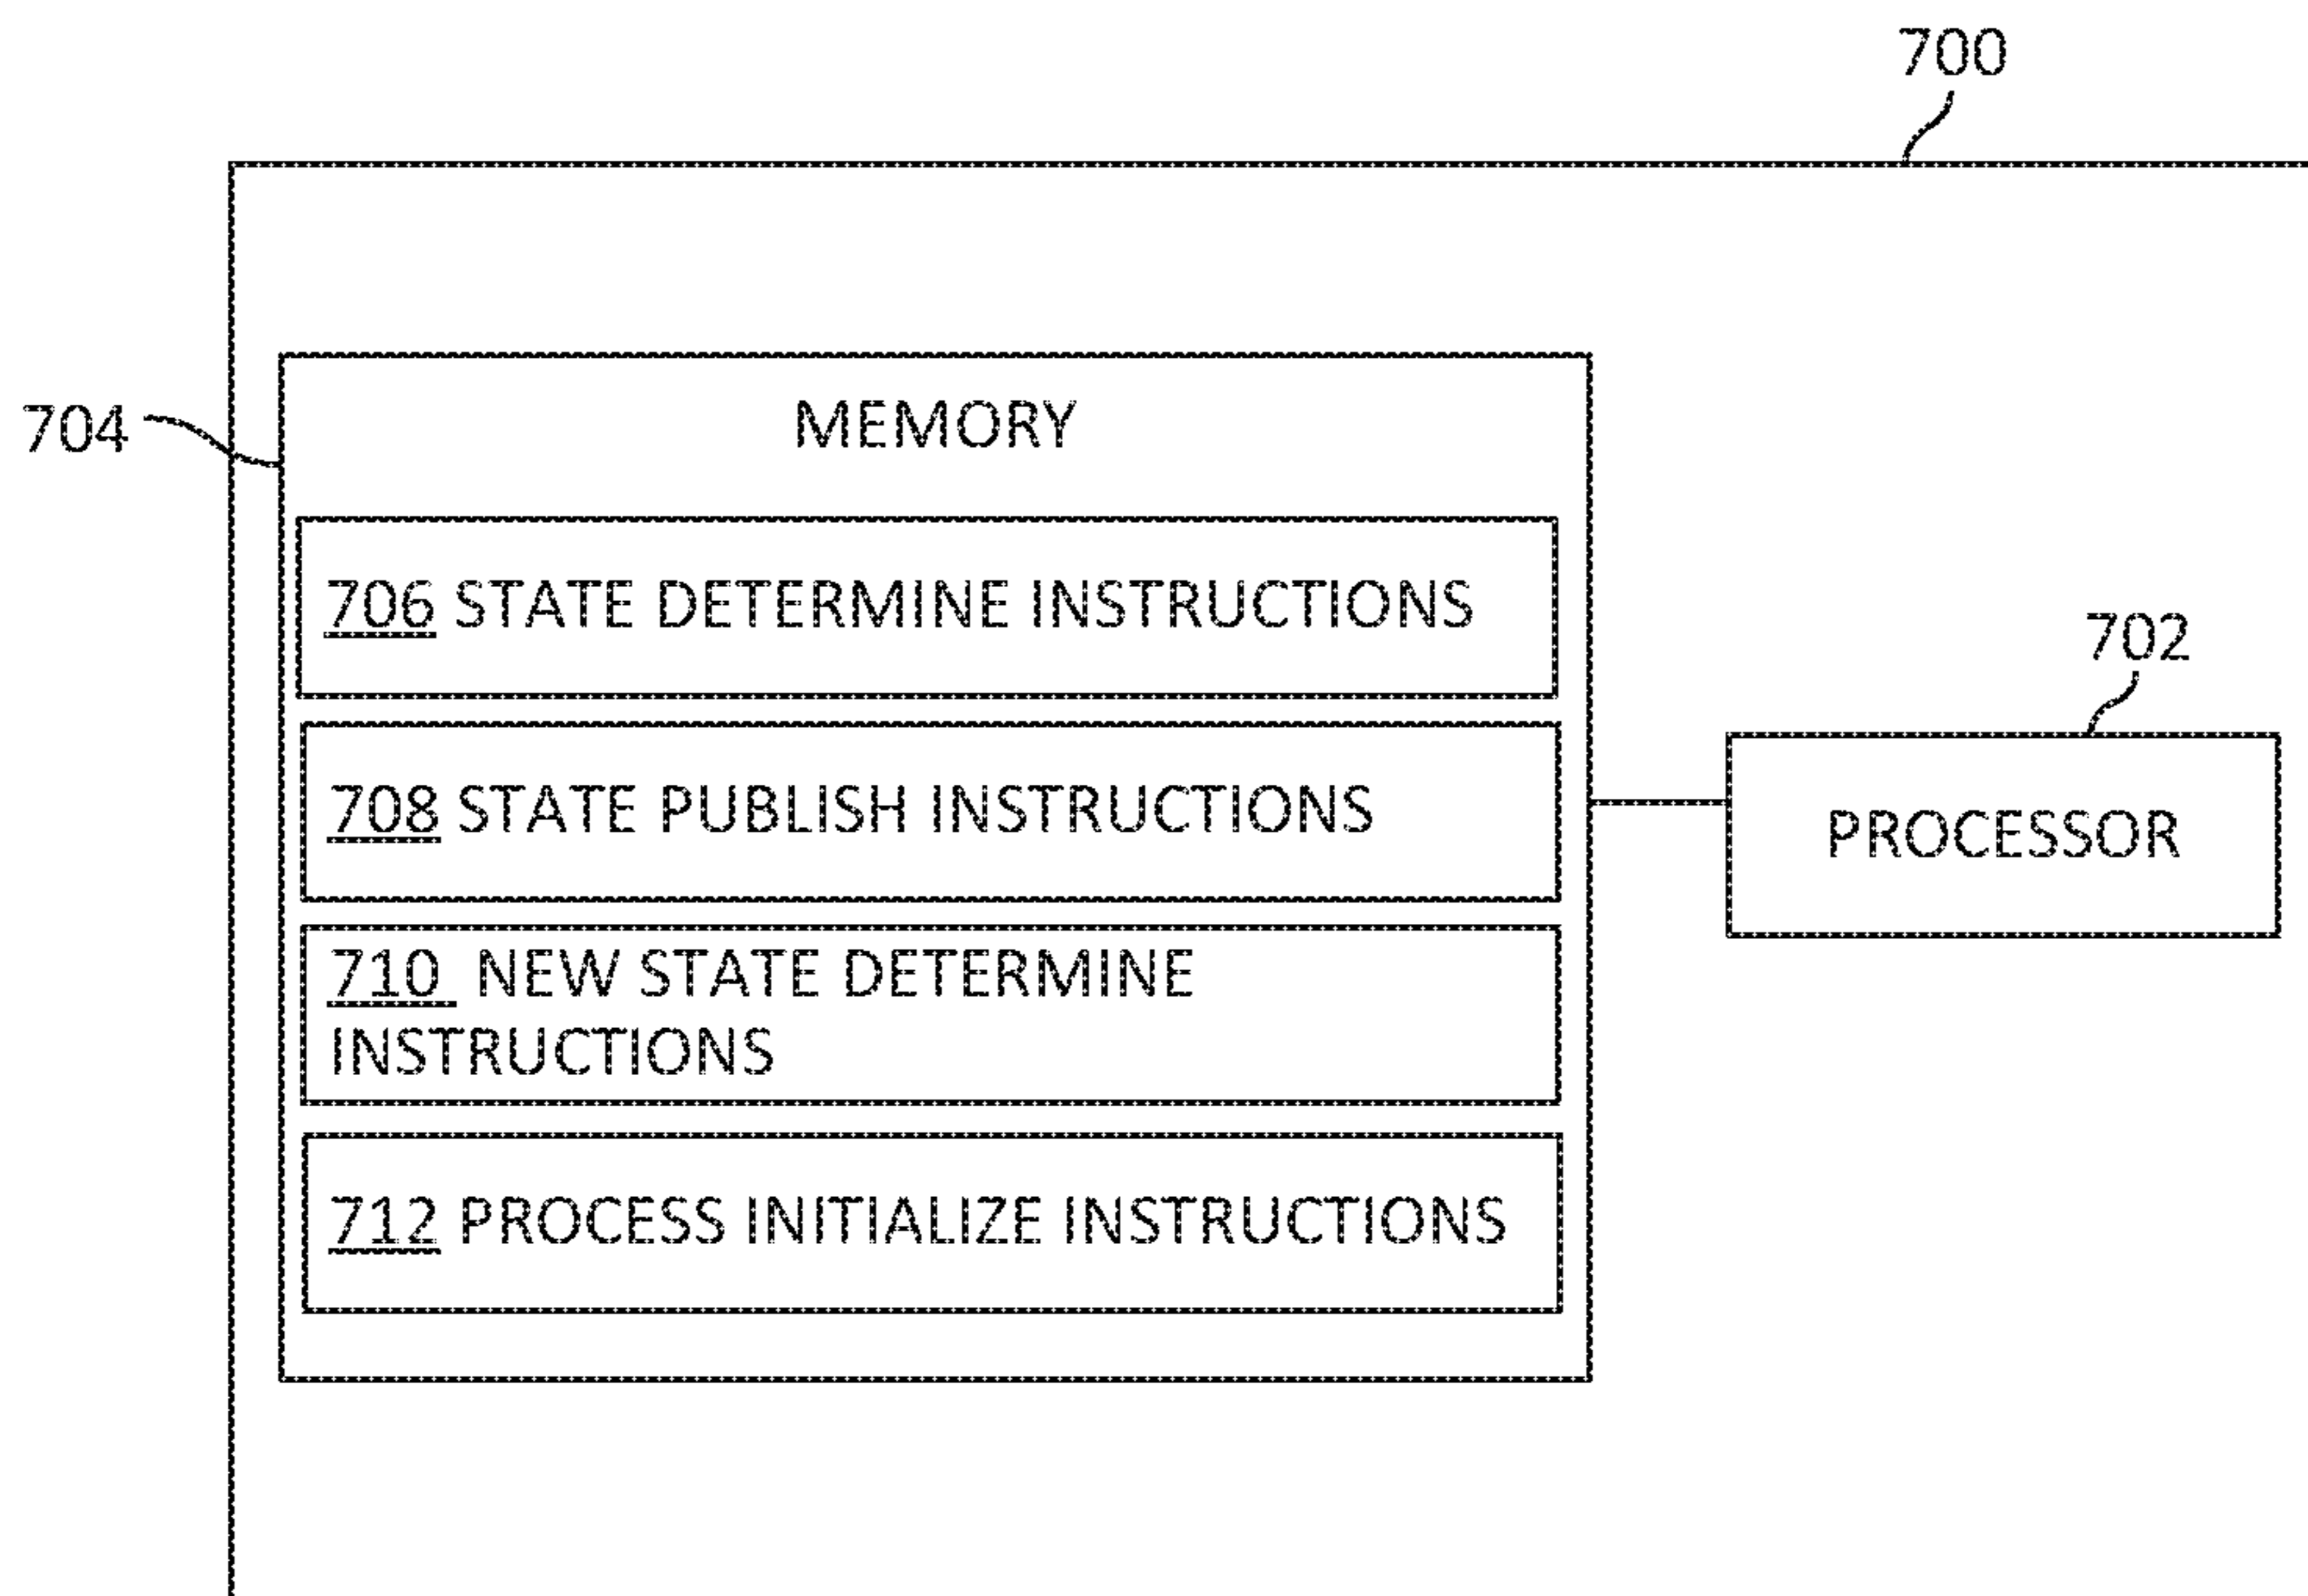 700
704
MEMORY
706 STATE DETERMINE INSTRUCTIONS
702
708 STATE PUBLISH INSTRUCTIONS
PROCESSOR
710 NEW STATE DETERMINE
INSTRUCTIONS
712 PROCESS INITIALIZE INSTRUCTIONS